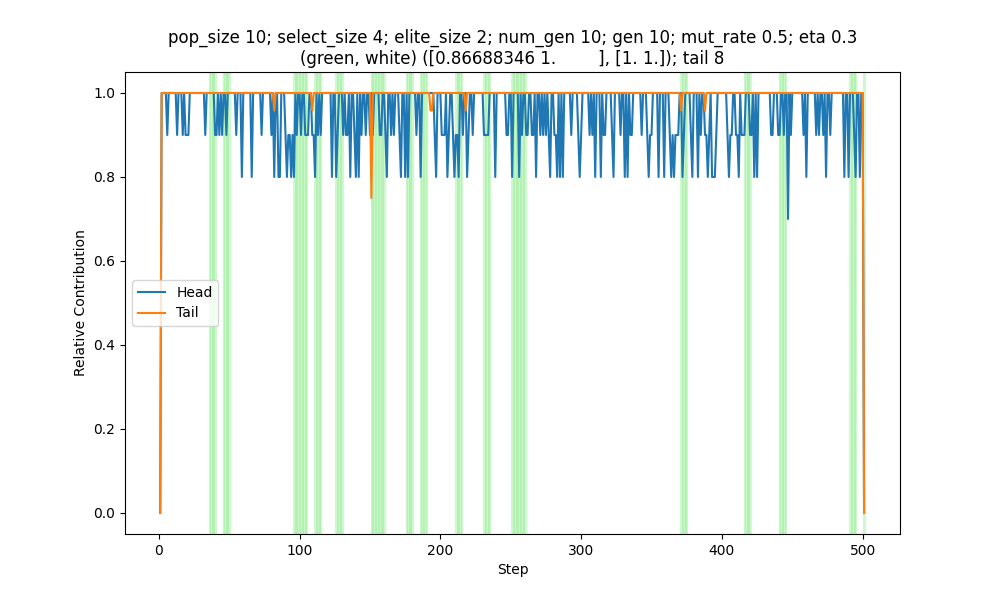 pop_size 10; select_size 4; elite_size 2; num_gen 10; gen 10; mut_rate 0.5; eta 0.3
(green, white) ([0.86688346 1.         ], [1. 1.]); tail 8
Relative Contribution
1.0
0.8
0.6
0.4
0.2
0.0
Head
Tail
0
100
200
300
400
500
Step